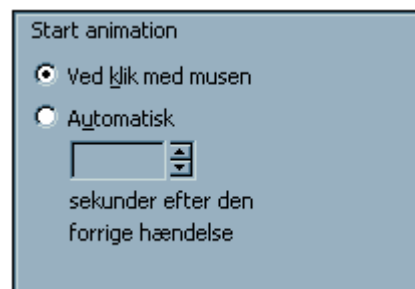 Start animation
Ved klik med musen
Automatisk
sekunder efter den
forrige hændelse